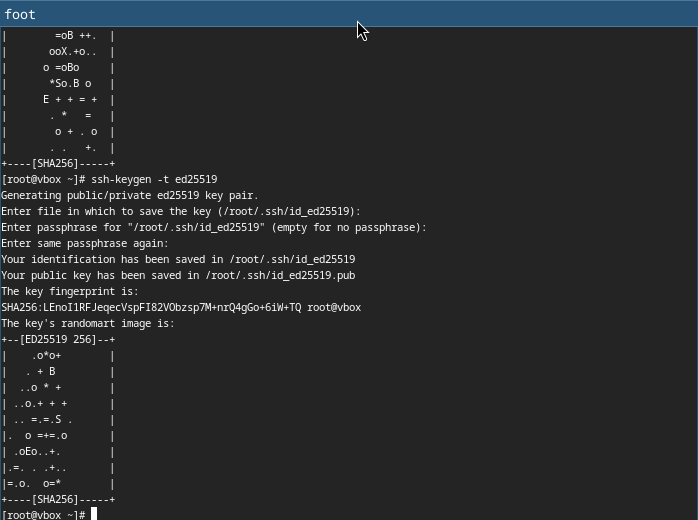 foot
|        =oB ++.  |
|       ooX.+o..  |
|      o =oBo     |
|       *So.B o   |
|      E + + = +  |
|       . *   =   |
|        o + . o  |
|       . .   +.  |
+----[SHA256]-----+
[root@vbox ~]# ssh-keygen -t ed25519
Generating public/private ed25519 key pair.
Enter file in which to save the key (/root/.ssh/id_ed25519):
Enter passphrase for "/root/.ssh/id_ed25519" (empty for no passphrase):
Enter same passphrase again:
Your identification has been saved in /root/.ssh/id_ed25519
Your public key has been saved in /root/.ssh/id_ed25519.pub
The key fingerprint is:
SHA256:LEnoI1RFJeqecVspFI82VObzsp7M+nrQ4gGo+6iW+TQ root@vbox
The key's randomart image is:
+--[ED25519 256]--+
|    .o*o+        |
|   . + B         |
|  ..o * +        |
| ..o.+ + +       |
| .. =.=.S .      |
|.  o =+=.o       |
| .oEo..+.        |
|.=. . .+..       |
|=.o.  o=*        |
+----[SHA256]-----+
[root@vbox ~]#